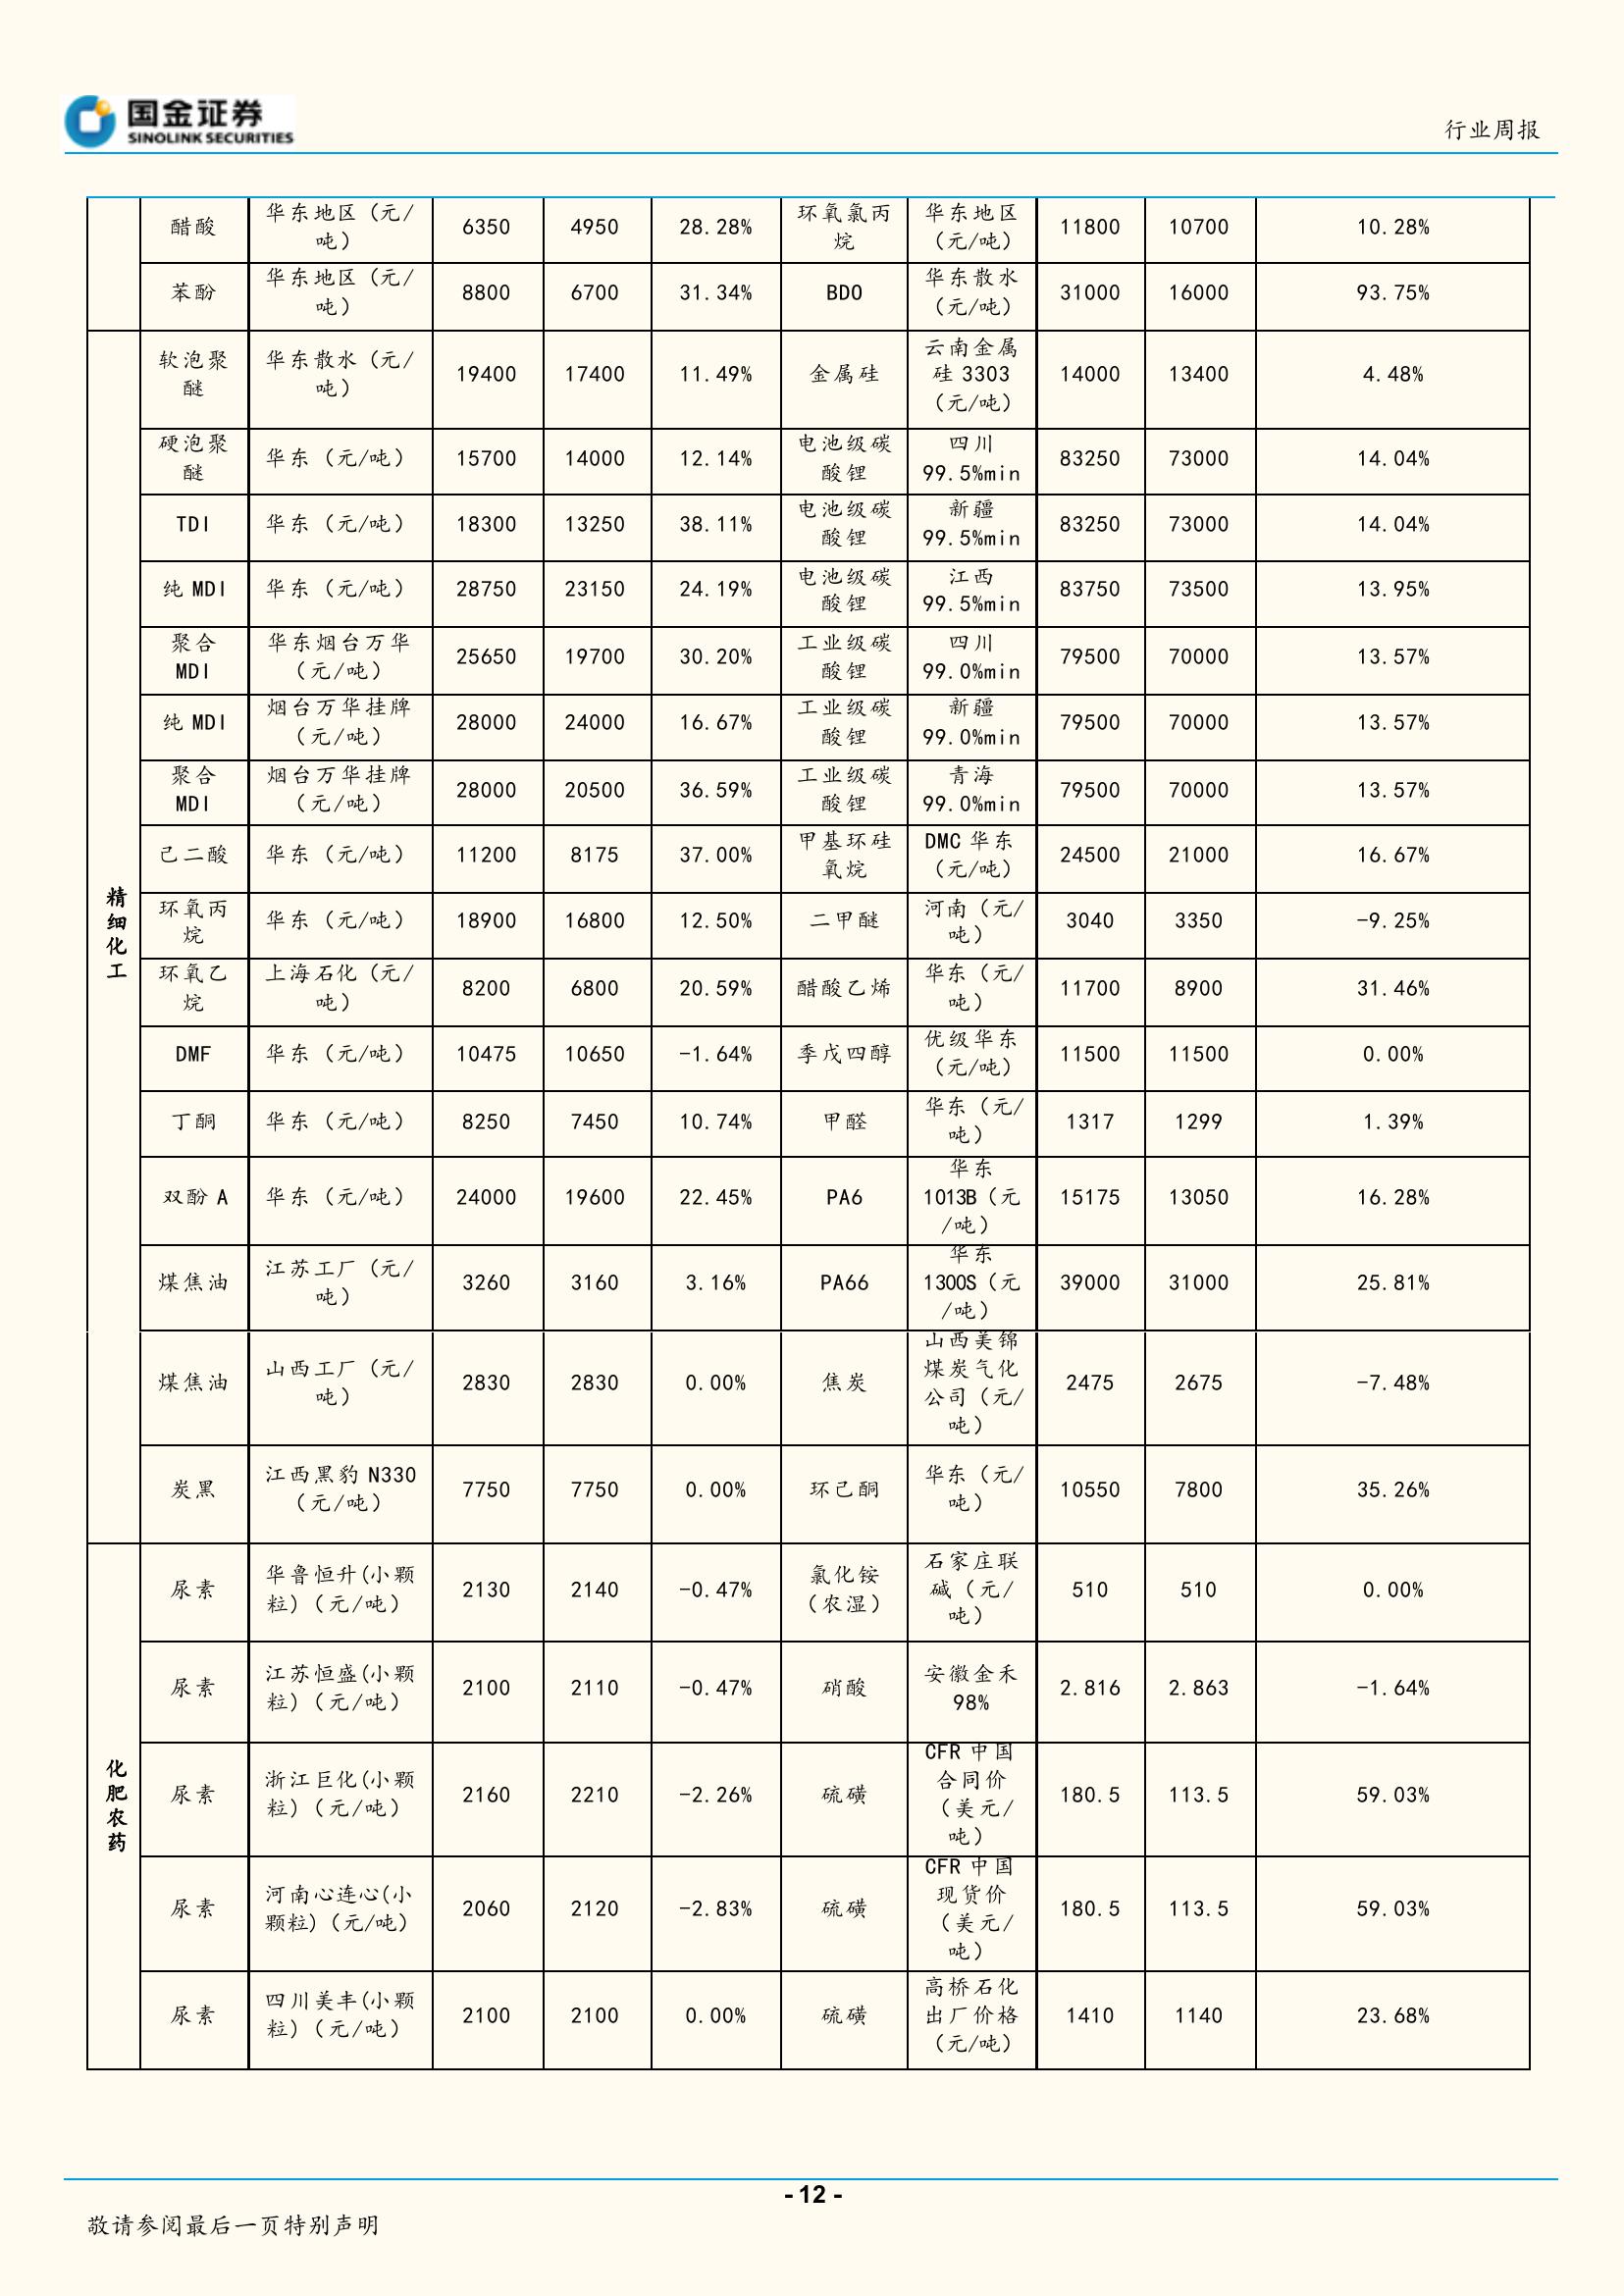 国金证券
SINOLINK SECURITIES
行业周报
醋酸 华东地区（元/吨） 6350 4950 28.28% 环氧氯丙烷 华东地区（元/吨） 11800 10700 10.28%
苯酚 华东地区（元/吨） 8800 6700 31.34% BDO 华东散水（元/吨） 31000 16000 93.75%
精细化工
软泡聚醚 华东散水（元/吨） 19400 17400 11.49% 金属硅 云南金属硅 3303（元/吨） 14000 13400 4.48%
硬泡聚醚 华东（元/吨） 15700 14000 12.14% 电池级碳酸锂 四川 99.5%min 83250 73000 14.04%
TDI 华东（元/吨） 18300 13250 38.11% 电池级碳酸锂 新疆 99.5%min 83250 73000 14.04%
纯 MDI 华东（元/吨） 28750 23150 24.19% 电池级碳酸锂 江西 99.5%min 83750 73500 13.95%
聚合 MDI 华东烟台万华（元/吨） 25650 19700 30.20% 工业级碳酸锂 四川 99.0%min 79500 70000 13.57%
纯 MDI 烟台万华挂牌（元/吨） 28000 24000 16.67% 工业级碳酸锂 新疆 99.0%min 79500 70000 13.57%
聚合 MDI 烟台万华挂牌（元/吨） 28000 20500 36.59% 工业级碳酸锂 青海 99.0%min 79500 70000 13.57%
己二酸 华东（元/吨） 11200 8175 37.00% 甲基环硅氧烷 DMC 华东（元/吨） 24500 21000 16.67%
环氧丙烷 华东（元/吨） 18900 16800 12.50% 二甲醚 河南（元/吨） 3040 3350 -9.25%
环氧乙烷 上海石化（元/吨） 8200 6800 20.59% 醋酸乙烯 华东（元/吨） 11700 8900 31.46%
DMF 华东（元/吨） 10475 10650 -1.64% 季戊四醇 优级华东（元/吨） 11500 11500 0.00%
丁酮 华东（元/吨） 8250 7450 10.74% 甲醛 华东（元/吨） 1317 1299 1.39%
双酚 A 华东（元/吨） 24000 19600 22.45% PA6 华东 1013B（元/吨） 15175 13050 16.28%
煤焦油 江苏工厂（元/吨） 3260 3160 3.16% PA66 华东 1300S（元/吨） 39000 31000 25.81%
煤焦油 山西工厂（元/吨） 2830 2830 0.00% 焦炭 山西美锦煤炭气化公司（元/吨） 2475 2675 -7.48%
炭黑 江西黑豹 N330（元/吨） 7750 7750 0.00% 环己酮 华东（元/吨） 10550 7800 35.26%
化肥农药
尿素 华鲁恒升(小颗粒)（元/吨） 2130 2140 -0.47% 氯化铵（农湿） 石家庄联碱（元/吨） 510 510 0.00%
尿素 江苏恒盛(小颗粒)（元/吨） 2100 2110 -0.47% 硝酸 安徽金禾 98% 2.816 2.863 -1.64%
尿素 浙江巨化(小颗粒)（元/吨） 2160 2210 -2.26% 硫磺 CFR 中国合同价（美元/吨） 180.5 113.5 59.03%
尿素 河南心连心(小颗粒)（元/吨） 2060 2120 -2.83% 硫磺 CFR 中国现货价（美元/吨） 180.5 113.5 59.03%
尿素 四川美丰(小颗粒)（元/吨） 2100 2100 0.00% 硫磺 高桥石化出厂价格（元/吨） 1410 1140 23.68%
- 12 -
敬请参阅最后一页特别声明